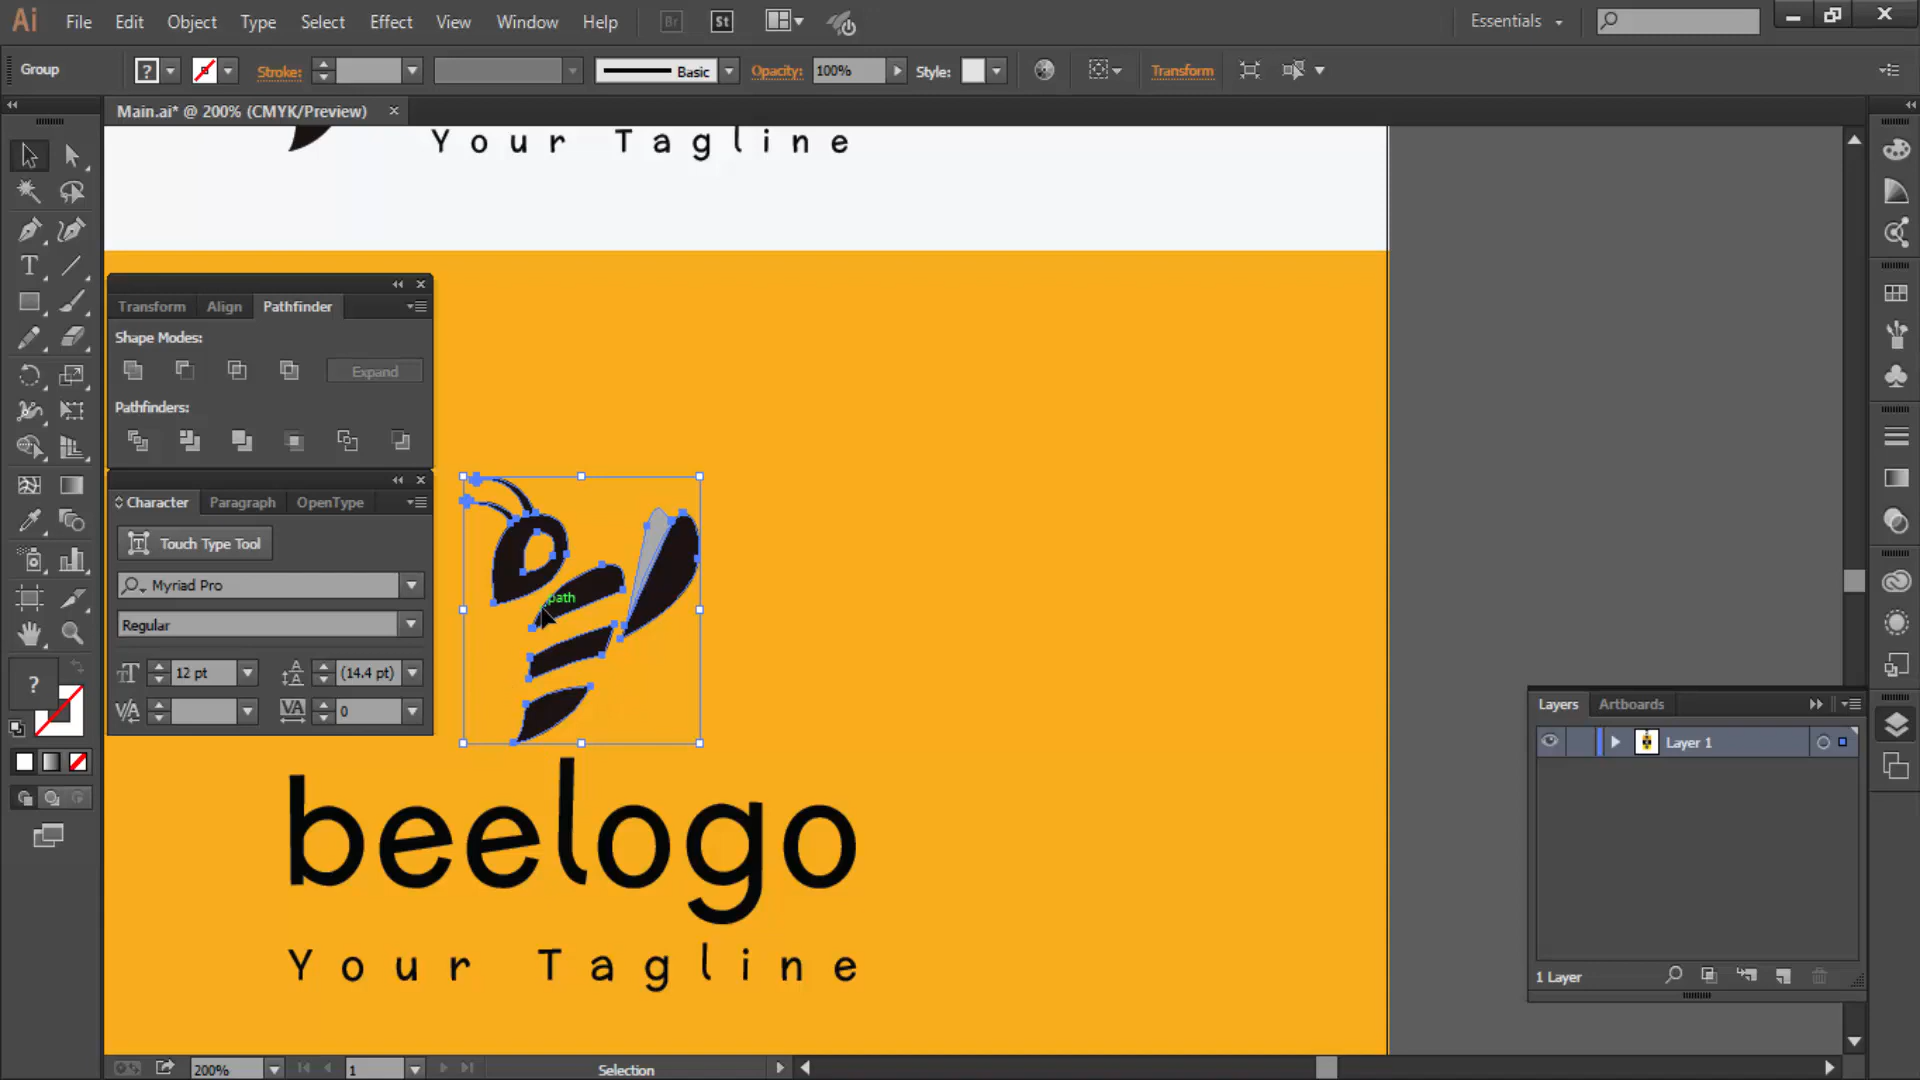 Ai File Edit Object Type Select Effect View Window Help Br St Essentials
Group ? Stroke: Basic Opacity: 100% Style: Transform
Main.ai* @ 200% (CMYK/Preview)
Your Tagline
Transform Align Pathfinder
Shape Modes:
Expand
Pathfinders:
Character Paragraph OpenType
Touch Type Tool
Myriad Pro
Regular
12 pt (14.4 pt)
0
?
path
beelogo
Your Tagline
Layers Artboards
Layer 1
1 Layer
200% 1 Selection